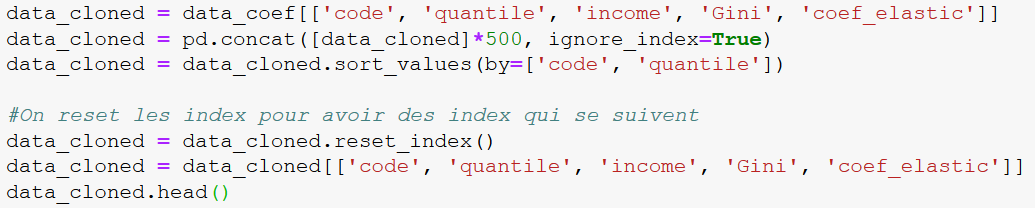 data_cloned = data_coef[['code', 'quantile', 'income', 'Gini', 'coef_elastic']]
data_cloned = pd.concat([data_cloned]*500, ignore_index=True)
data_cloned = data_cloned.sort_values(by=['code', 'quantile'])
#On reset les index pour avoir des index qui se suivent
data_cloned = data_cloned.reset_index()
data_cloned = data_cloned[['code', 'quantile', 'income', 'Gini', 'coef_elastic']]
data_cloned.head()